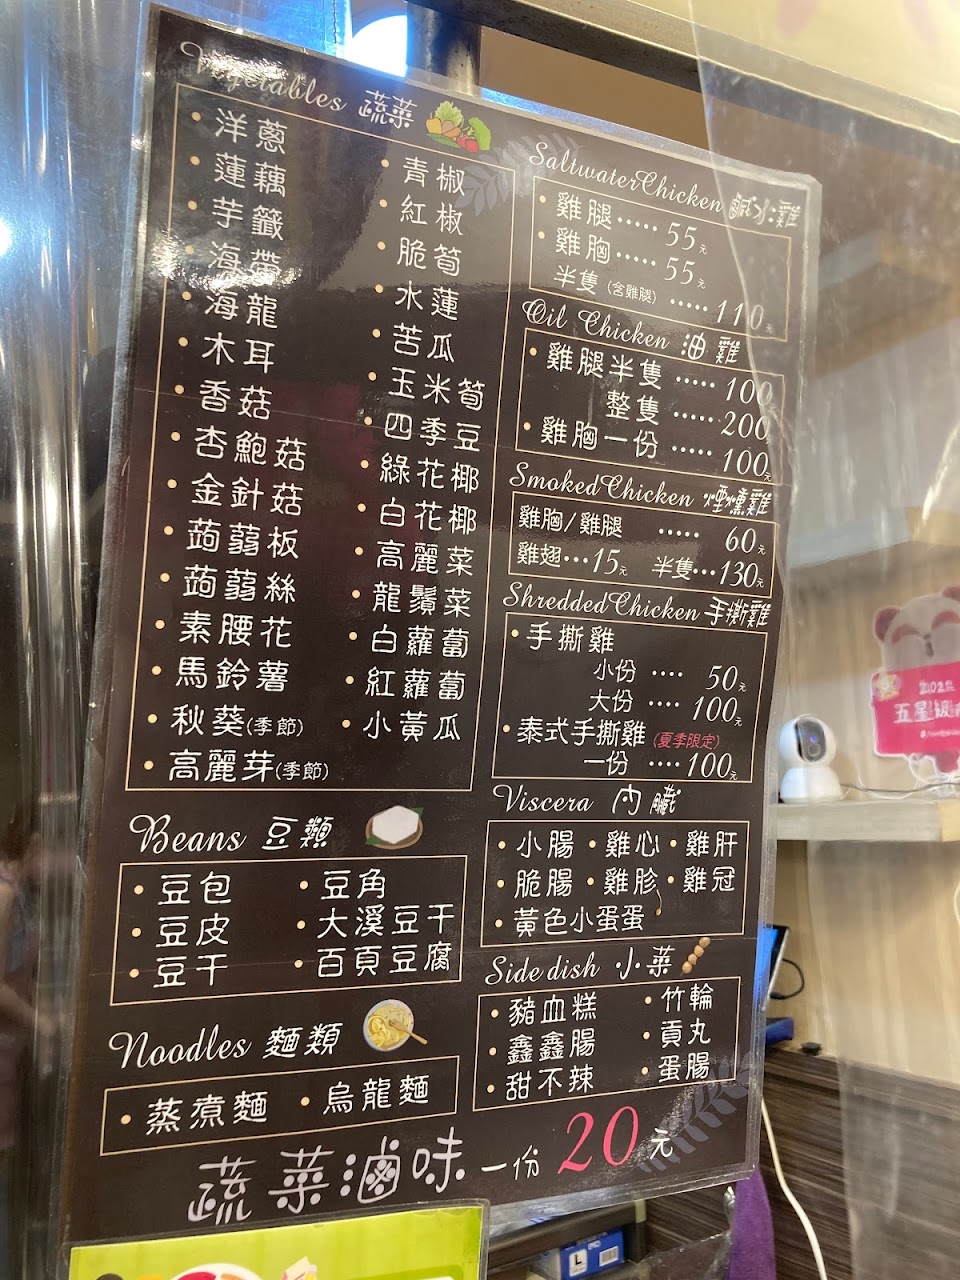 Vegetables 蔬菜
洋蔥
蓮藕
芋籤
海帶
海龍
木耳
香菇
杏鮑菇
金針菇
蒟蒻板
蒟蒻絲
素腰花
馬鈴薯
秋葵(季節)
高麗芽(季節)
青椒
紅椒
脆筍
水蓮
苦瓜
玉米筍
四季豆
綠花椰
白花椰
高麗菜
龍鬚菜
白蘿蔔
紅蘿蔔
小黃瓜
Beans 豆類
豆包
豆皮
豆干
豆角
大溪豆干
百頁豆腐
Noodles 麵類
蒸煮麵
烏龍麵
Saltwater Chicken 鹹水雞
雞腿‥‥‥55元
雞胸‥‥‥55元
半隻(含雞腿)‥‥‥110元
Oil Chicken 油雞
雞腿半隻‥‥‥100
整隻‥‥‥200
雞胸一份‥‥‥100元
Smoked Chicken 煙燻雞
雞胸/雞腿‥‥‥60元
雞翅‥‥15元 半隻‥‥130元
Shredded Chicken 手撕雞
手撕雞
小份‥‥50元
大份‥‥100元
泰式手撕雞(夏季限定)
一份‥‥100元
Viscera 內臟
小腸・雞心・雞肝
脆腸・雞胗・雞冠
黃色小蛋蛋
Side dish 小菜
豬血糕
鑫鑫腸
甜不辣
竹輪
貢丸
蛋腸
蔬菜滷味 一份 20元
五星級
L